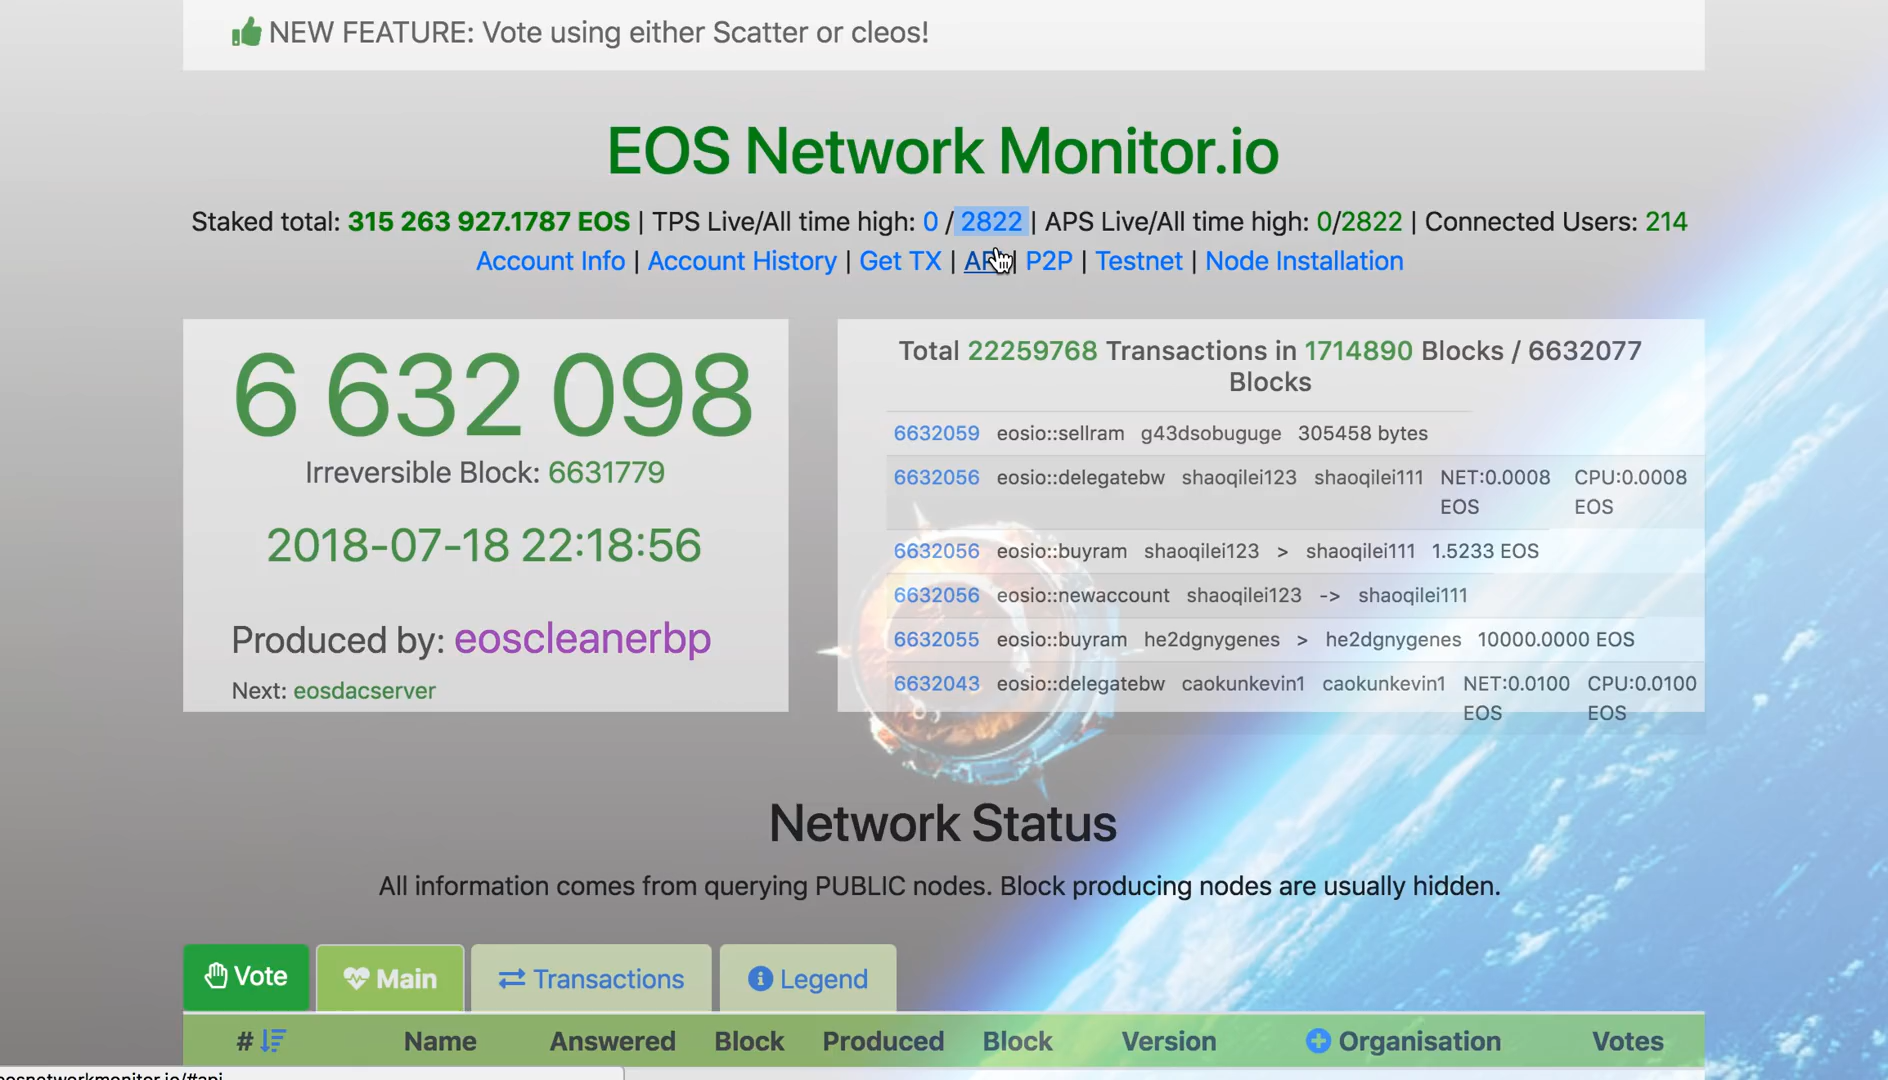 NEW FEATURE: Vote using either Scatter or cleos!
EOS Network Monitor.io
Staked total: 315 263 927.1787 EOS | TPS Live/All time high: 0 / 2822 | APS Live/All time high: 0/2822 | Connected Users: 214
Account Info | Account History | Get TX | API | P2P | Testnet | Node Installation
6 632 098
Irreversible Block: 6631779
2018-07-18 22:18:56
Produced by: eoscleanerbp
Next: eosdacserver
Total 22259768 Transactions in 1714890 Blocks / 6632077
Blocks
6632059 eosio::sellram g43dsobuguge 305458 bytes
6632056 eosio::delegatebw shaoqilei123 shaoqilei111 NET:0.0008 CPU:0.0008
EOS EOS
6632056 eosio::buyram shaoqilei123 > shaoqilei111 1.5233 EOS
6632056 eosio::newaccount shaoqilei123 -> shaoqilei111
6632055 eosio::buyram he2dgnygenes > he2dgnygenes 10000.0000 EOS
6632043 eosio::delegatebw caokunkevin1 caokunkevin1 NET:0.0100 CPU:0.0100
EOS EOS
Network Status
All information comes from querying PUBLIC nodes. Block producing nodes are usually hidden.
Vote Main Transactions Legend
# Name Answered Block Produced Block Version Organisation Votes
eosnetworkmonitor.io/#api